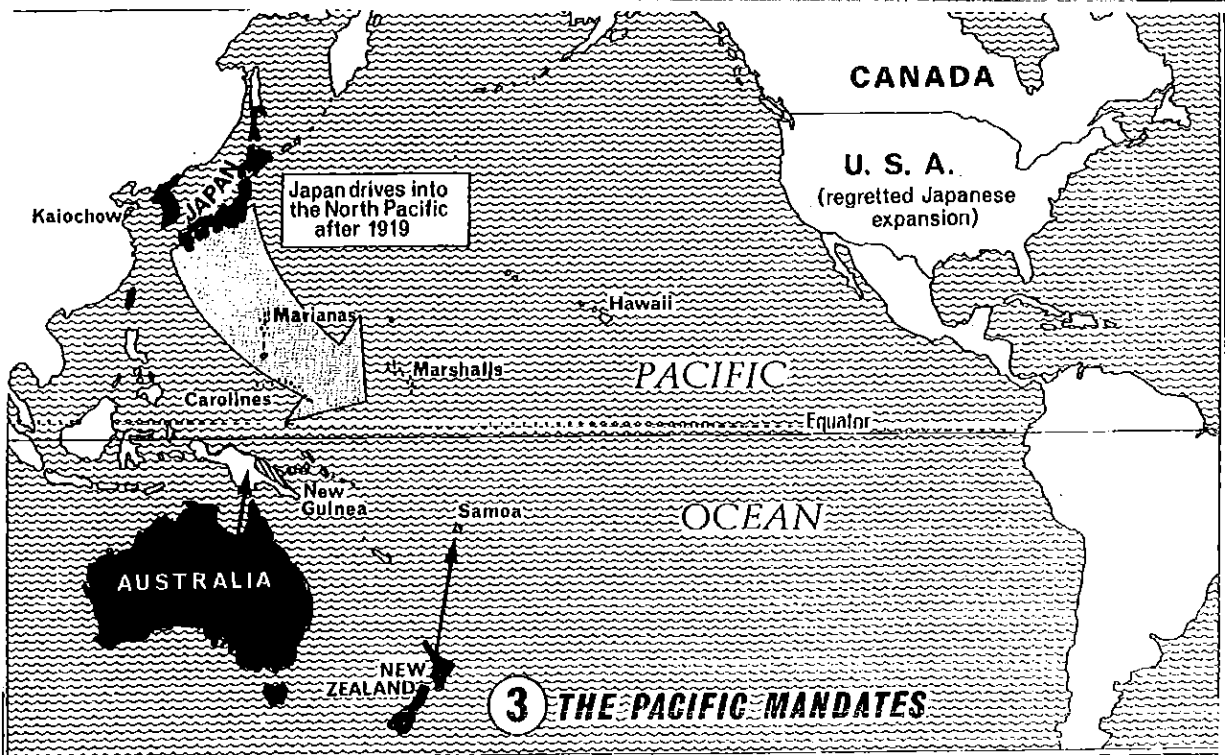 CANADA
U. S. A.
(regretted Japanese
expansion)
JAPAN
Kaiochow
Japan drives into
the North Pacific
after 1919
Marianas
Hawaii
Marshalls
Carolines
PACIFIC
Equator
New
Guinea
Samoa
OCEAN
AUSTRALIA
NEW
ZEALAND
3 THE PACIFIC MANDATES